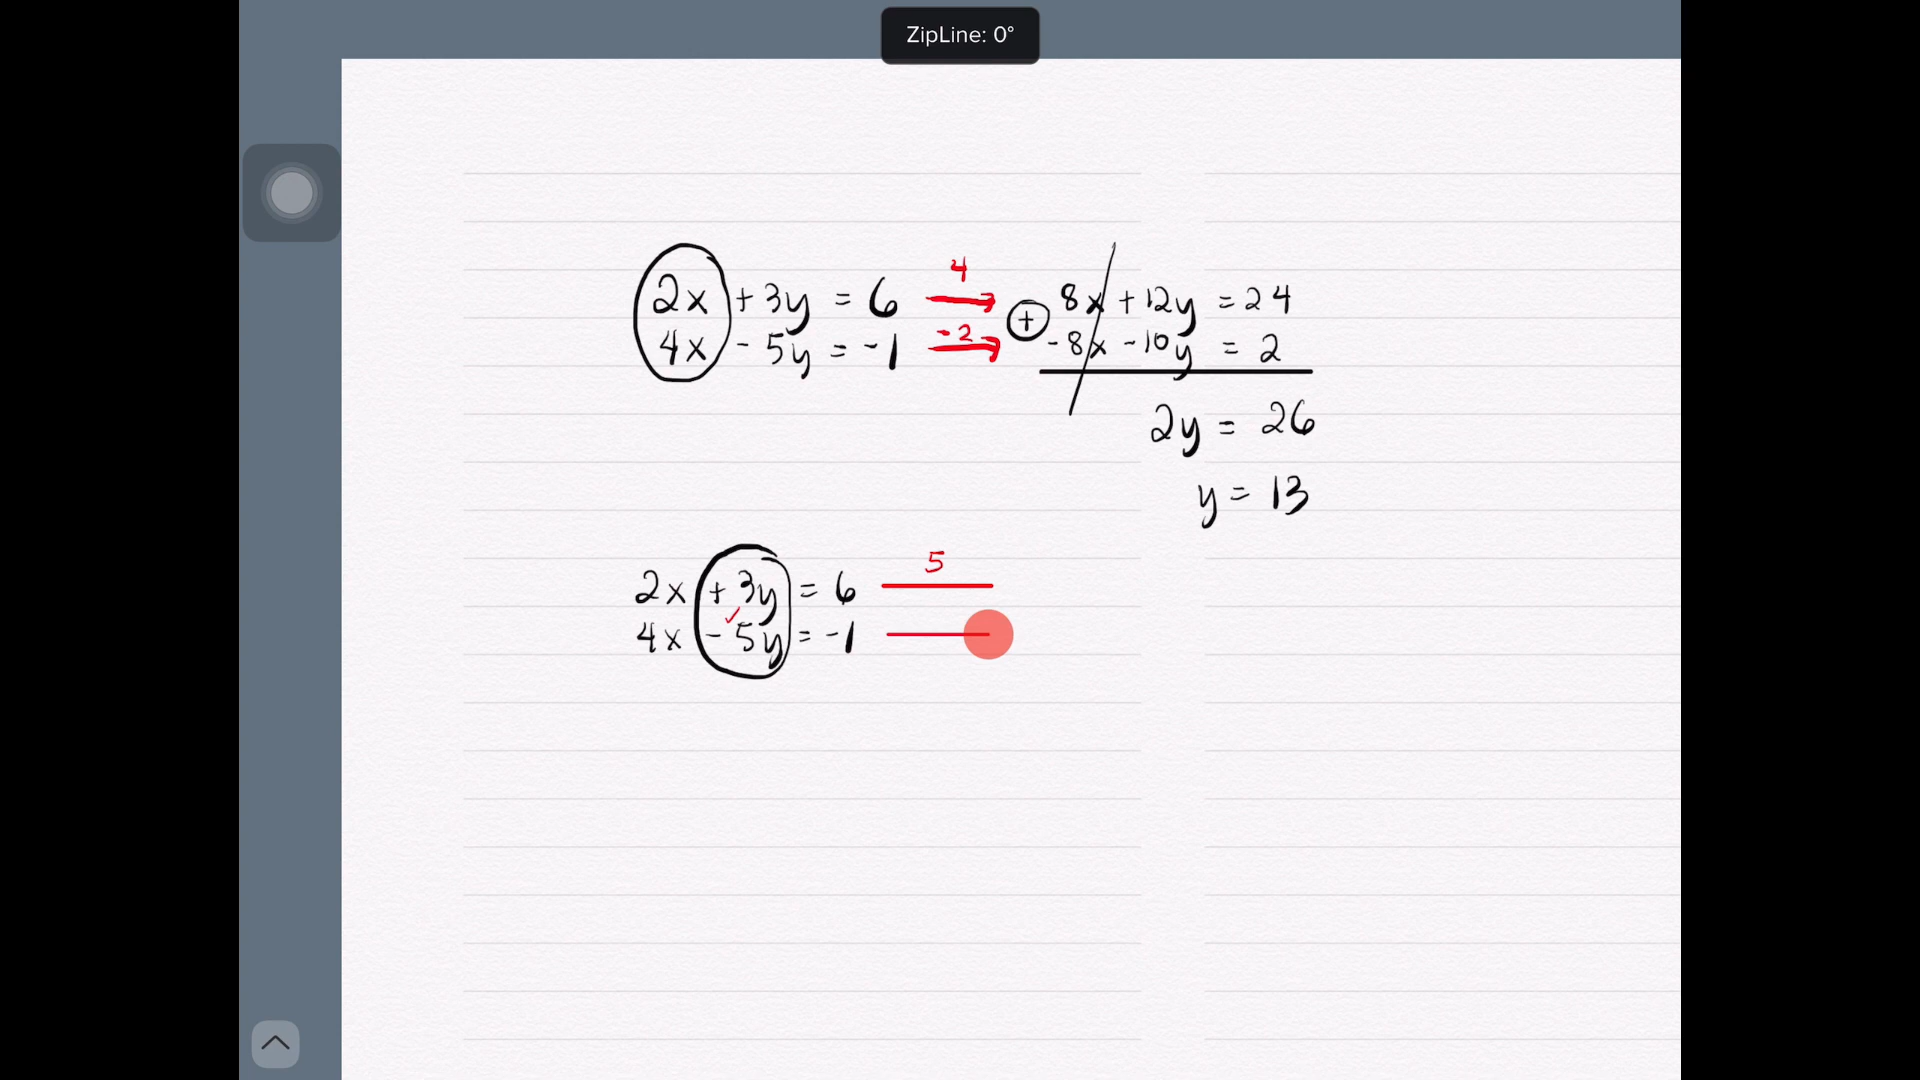 ZipLine: 0°
4
2x + 3y = 6 8x + 12y = 24
-2 +
4x - 5y = -1 -8x - 10y = 2
2y = 26
y = 13
5
2x + 3y = 6
4x - 5y = -1